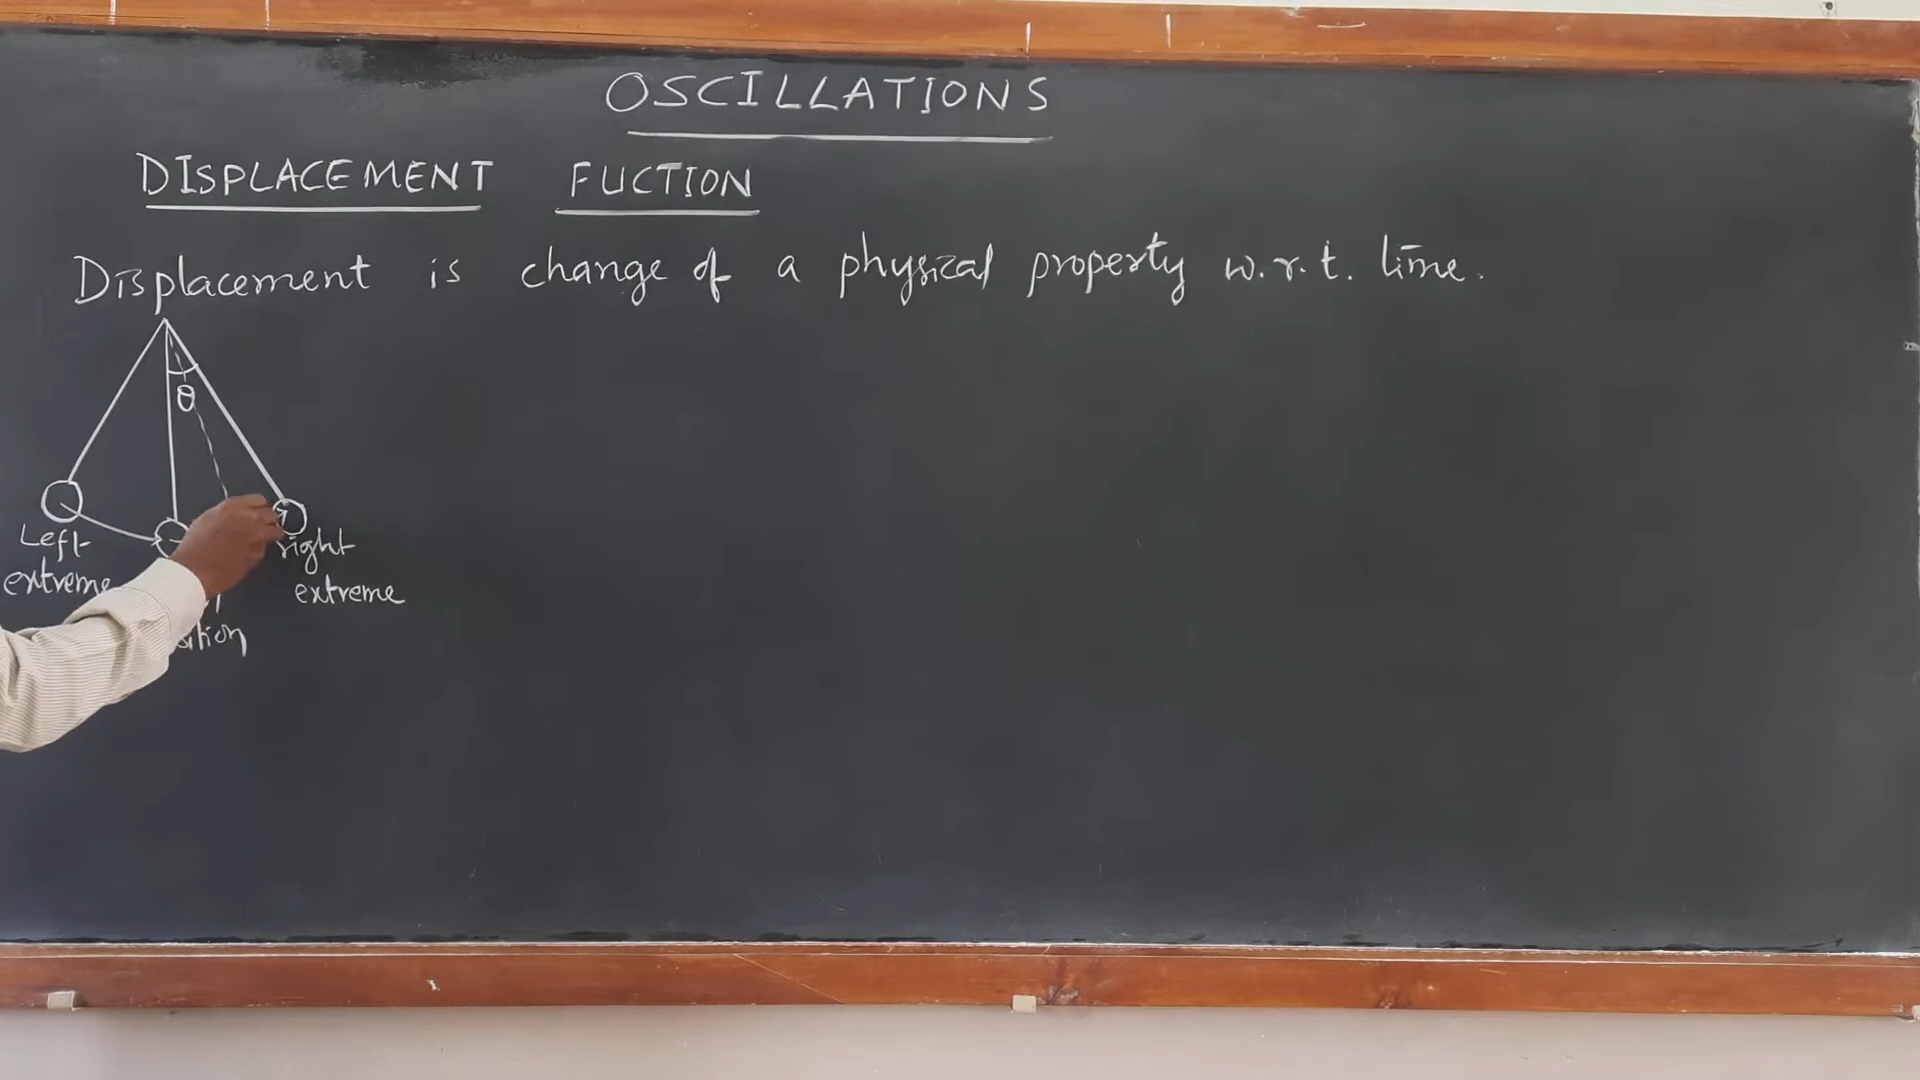 OSCILLATIONS
DISPLACEMENT FUCTION
Displacement is change of a physical property w.r.t. time.
θ
Left
extreme
right
extreme